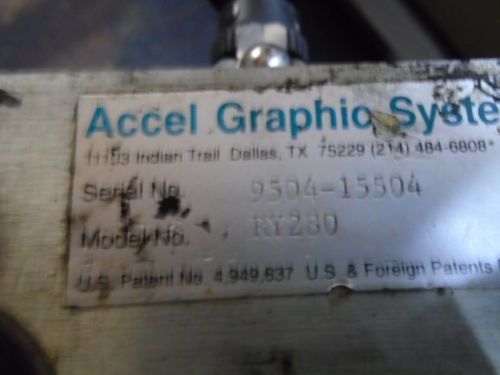 Accel Graphic Syste
11103 Indian Trail Dallas, TX 75229 (214) 484-6808
Serial No. 9504-15504
Model No. RY280
U.S. Patent No. 4,949,637 U.S. & Foreign Patents